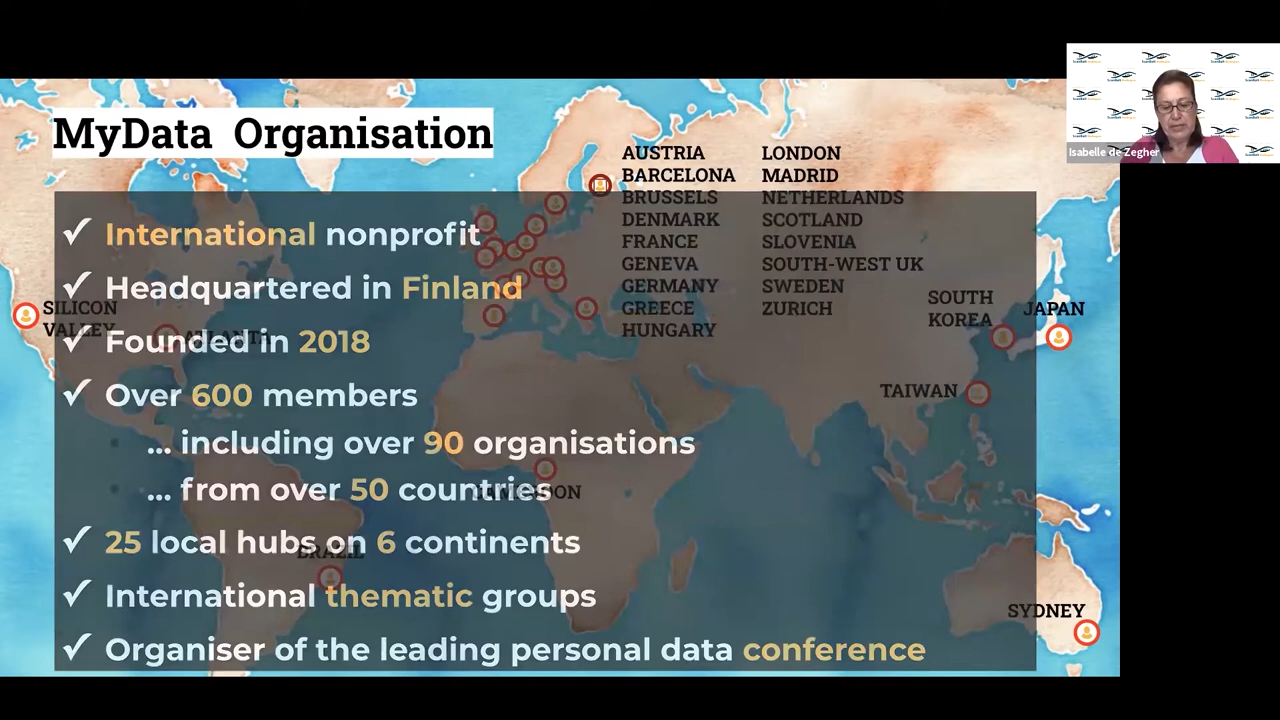 MyData Organisation
✓ International nonprofit
✓ Headquartered in Finland
✓ Founded in 2018
✓ Over 600 members
... including over 90 organisations
... from over 50 countries
✓ 25 local hubs on 6 continents
✓ International thematic groups
✓ Organiser of the leading personal data conference
AUSTRIA
BARCELONA
BRUSSELS
DENMARK
FRANCE
GENEVA
GERMANY
GREECE
HUNGARY
LONDON
MADRID
NETHERLANDS
SCOTLAND
SLOVENIA
SOUTH-WEST UK
SWEDEN
ZURICH
SILICON
VALLEY
BRAZIL
SOUTH
KOREA
JAPAN
TAIWAN
SYDNEY
Isabelle de Zegher